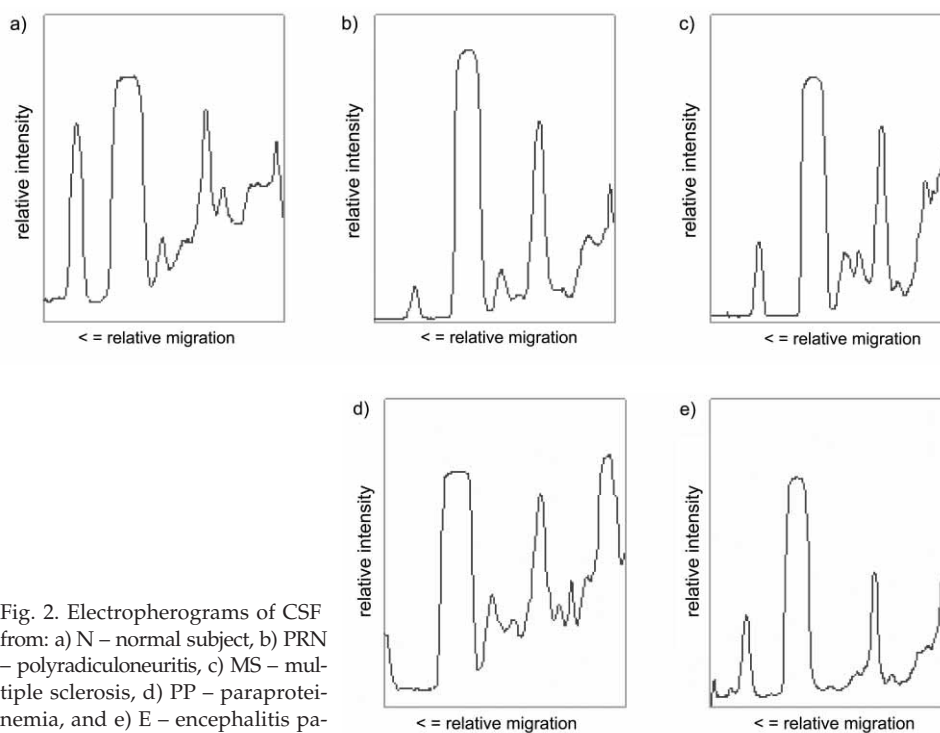 a)
relative intensity
< = relative migration
b)
relative intensity
< = relative migration
c)
relative intensity
< = relative migration
d)
relative intensity
< = relative migration
e)
relative intensity
< = relative migration
Fig. 2. Electropherograms of CSF
from: a) N – normal subject, b) PRN
– polyradiculoneuritis, c) MS – mul-
tiple sclerosis, d) PP – paraprotei-
nemia, and e) E – encephalitis pa-